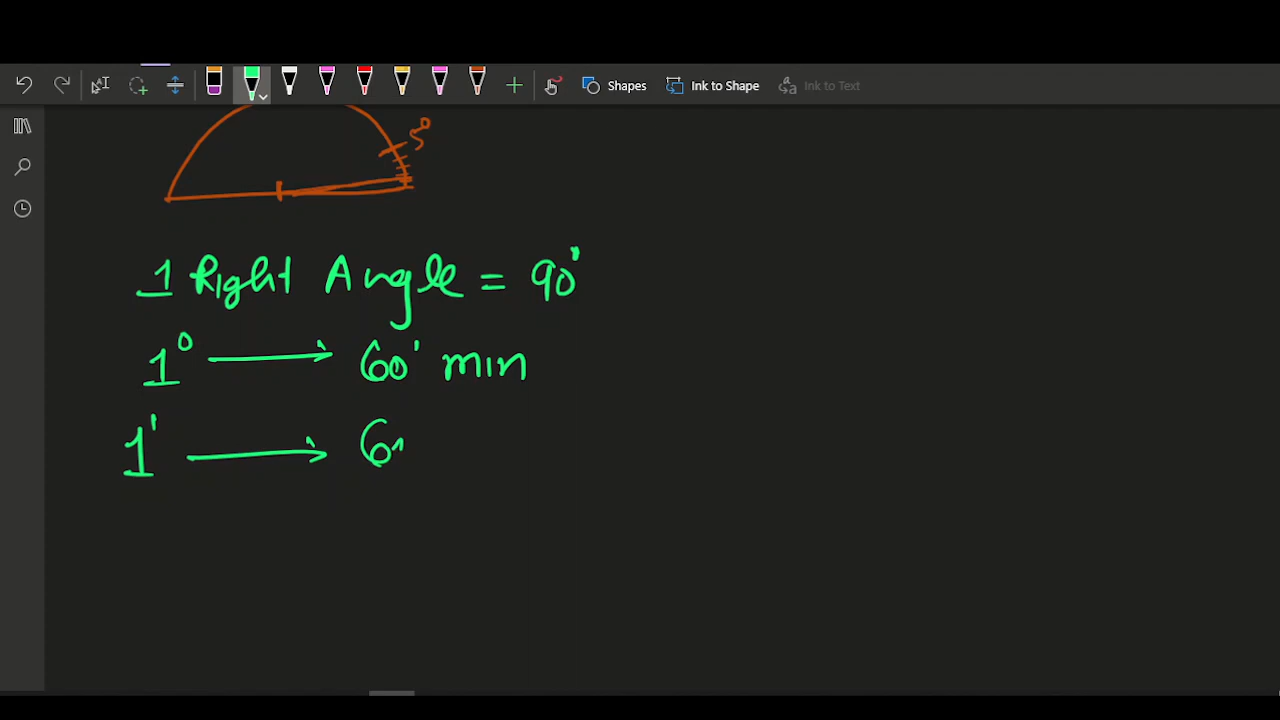 Shapes
Ink to Shape
Ink to Text
5°
1 Right Angle = 90°
1° → 60' min
1' → 6